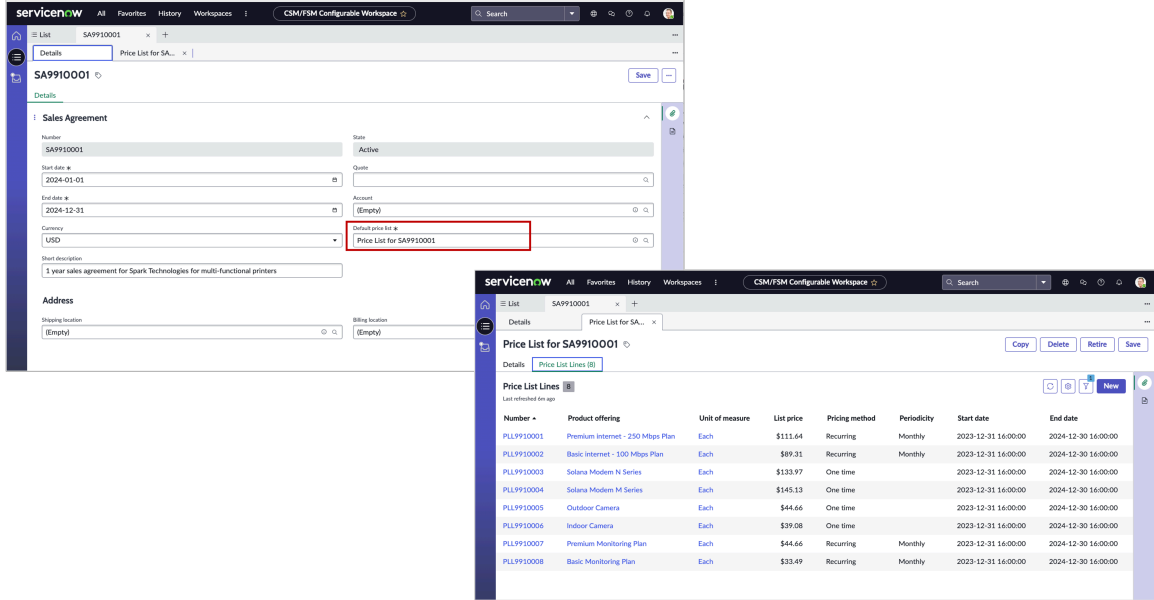 servicenow All Favorites History Workspaces CSM/FSM Configurable Workspace Search
List SA9910001
Details Price List for SA...
SA9910001 Save
Details
Sales Agreement
Number State
SA9910001 Active
Start date Quote
2024-01-01
End date Account
2024-12-31 (Empty)
Currency Default price list
USD Price List for SA9910001
Short description
1 year sales agreement for Spark Technologies for multi-functional printers
Address
Shipping location Billing location
(Empty) (Empty)
servicenow All Favorites History Workspaces CSM/FSM Configurable Workspace Search
List SA9910001
Details Price List for SA...
Price List for SA9910001 Copy Delete Retire Save
Details Price List Lines (8)
Price List Lines 8 1 New
Last refreshed 6m ago
Number Product offering Unit of measure List price Pricing method Periodicity Start date End date
PLL9910001 Premium internet - 250 Mbps Plan Each $111.64 Recurring Monthly 2023-12-31 16:00:00 2024-12-30 16:00:00
PLL9910002 Basic internet - 100 Mbps Plan Each $89.31 Recurring Monthly 2023-12-31 16:00:00 2024-12-30 16:00:00
PLL9910003 Solana Modem N Series Each $133.97 One time 2023-12-31 16:00:00 2024-12-30 16:00:00
PLL9910004 Solana Modem M Series Each $145.13 One time 2023-12-31 16:00:00 2024-12-30 16:00:00
PLL9910005 Outdoor Camera Each $44.66 One time 2023-12-31 16:00:00 2024-12-30 16:00:00
PLL9910006 Indoor Camera Each $39.08 One time 2023-12-31 16:00:00 2024-12-30 16:00:00
PLL9910007 Premium Monitoring Plan Each $44.66 Recurring Monthly 2023-12-31 16:00:00 2024-12-30 16:00:00
PLL9910008 Basic Monitoring Plan Each $33.49 Recurring Monthly 2023-12-31 16:00:00 2024-12-30 16:00:00